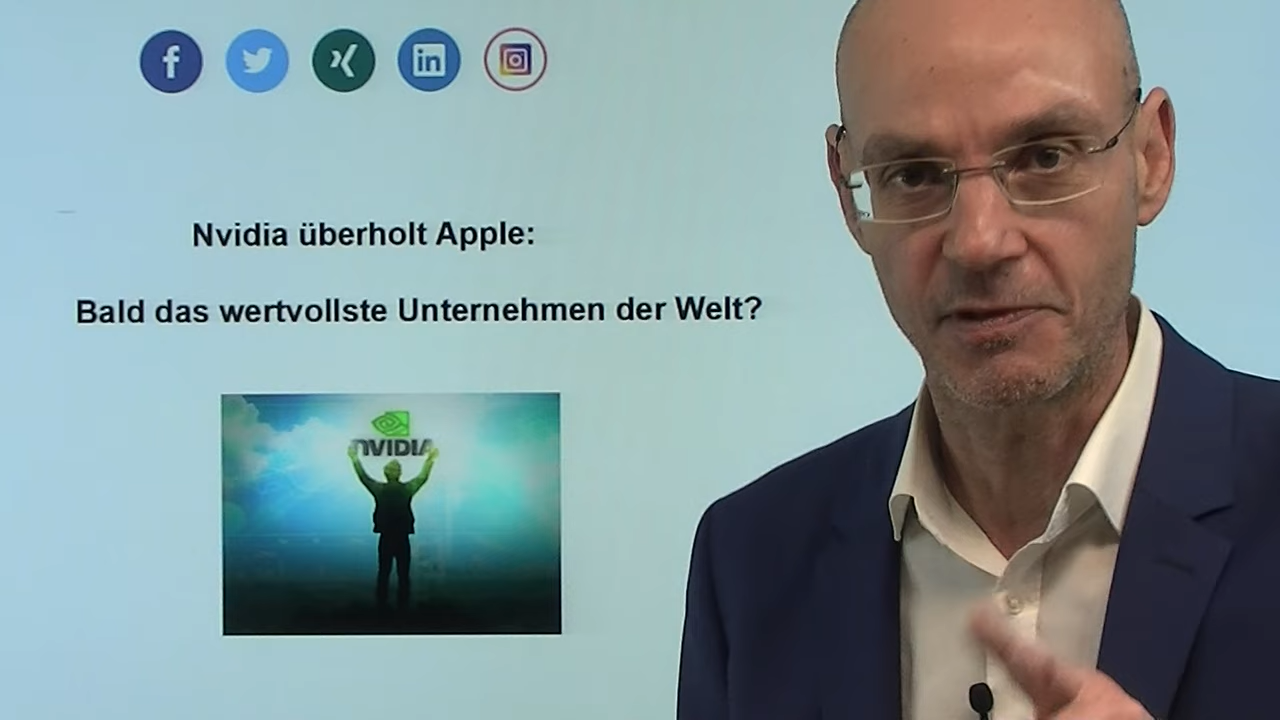 Nvidia überholt Apple:
Bald das wertvollste Unternehmen der Welt?
NVIDIA